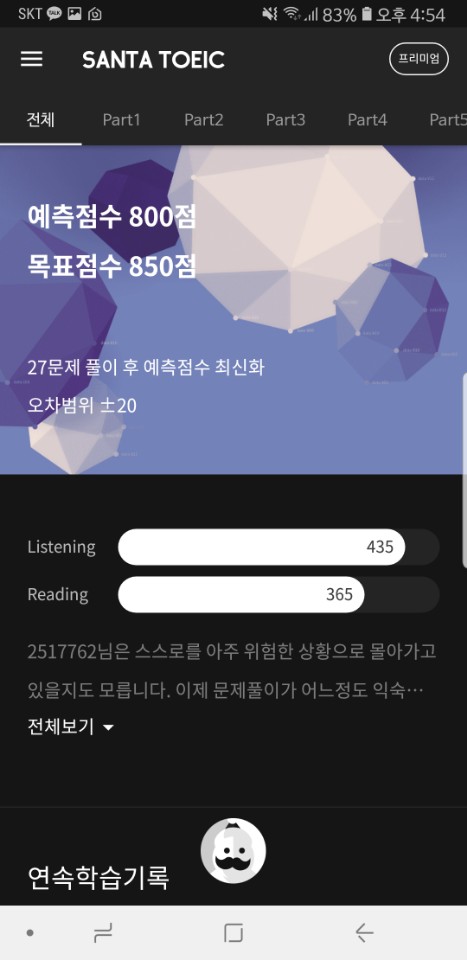 SKT 83% 오후 4:54
SANTA TOEIC 프리미엄
전체 Part1 Part2 Part3 Part4 Part5
예측점수 800점
목표점수 850점
27문제 풀이 후 예측점수 최신화
오차범위 ±20
Listening 435
Reading 365
2517762님은 스스로를 아주 위험한 상황으로 몰아가고
있을지도 모릅니다. 이제 문제풀이가 어느정도 익숙…
전체보기
연속학습기록